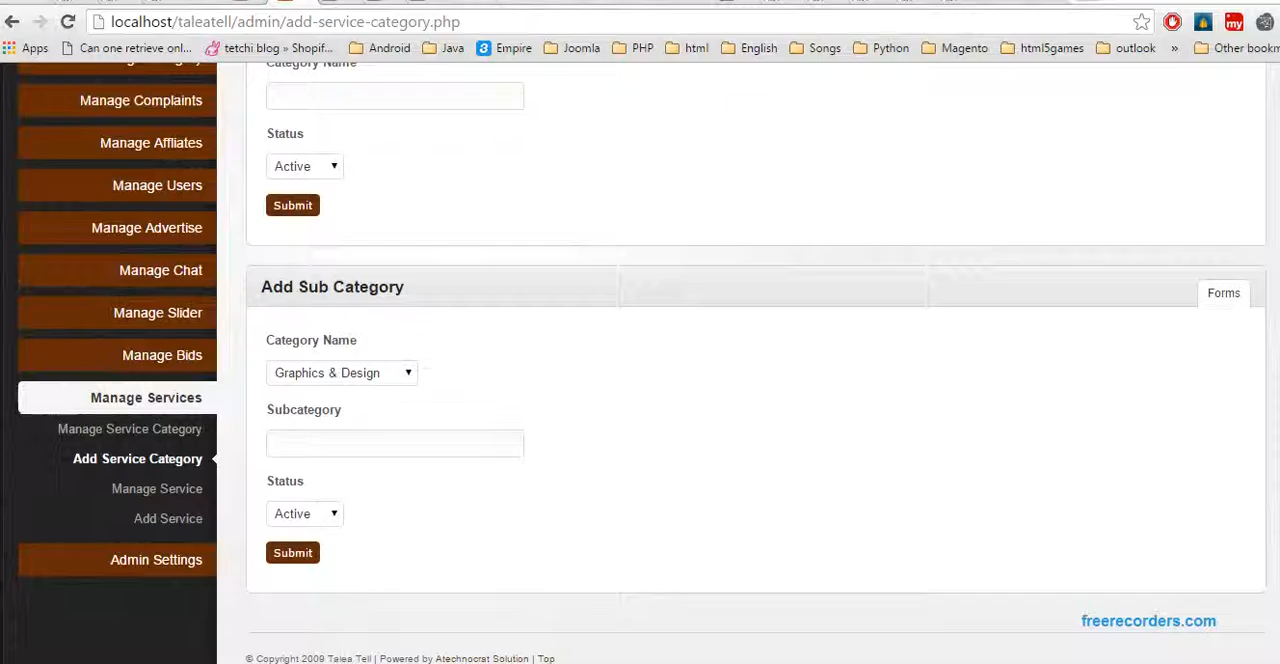 localhost/taleatell/admin/add-service-category.php
Apps Can one retrieve onl... tetchi blog » Shopif... Android Java Empire Joomla PHP html English Songs Python Magento html5games outlook » Other bookm
Category Name
Manage Complaints
Manage Affliates
Status
Active
Manage Users
Submit
Manage Advertise
Manage Chat
Add Sub Category
Forms
Manage Slider
Category Name
Manage Bids
Graphics & Design
Manage Services
Subcategory
Manage Service Category
Add Service Category
Status
Manage Service
Active
Add Service
Submit
Admin Settings
freerecorders.com
© Copyright 2009 Talea Tell | Powered by Atechnocrat Solution | Top